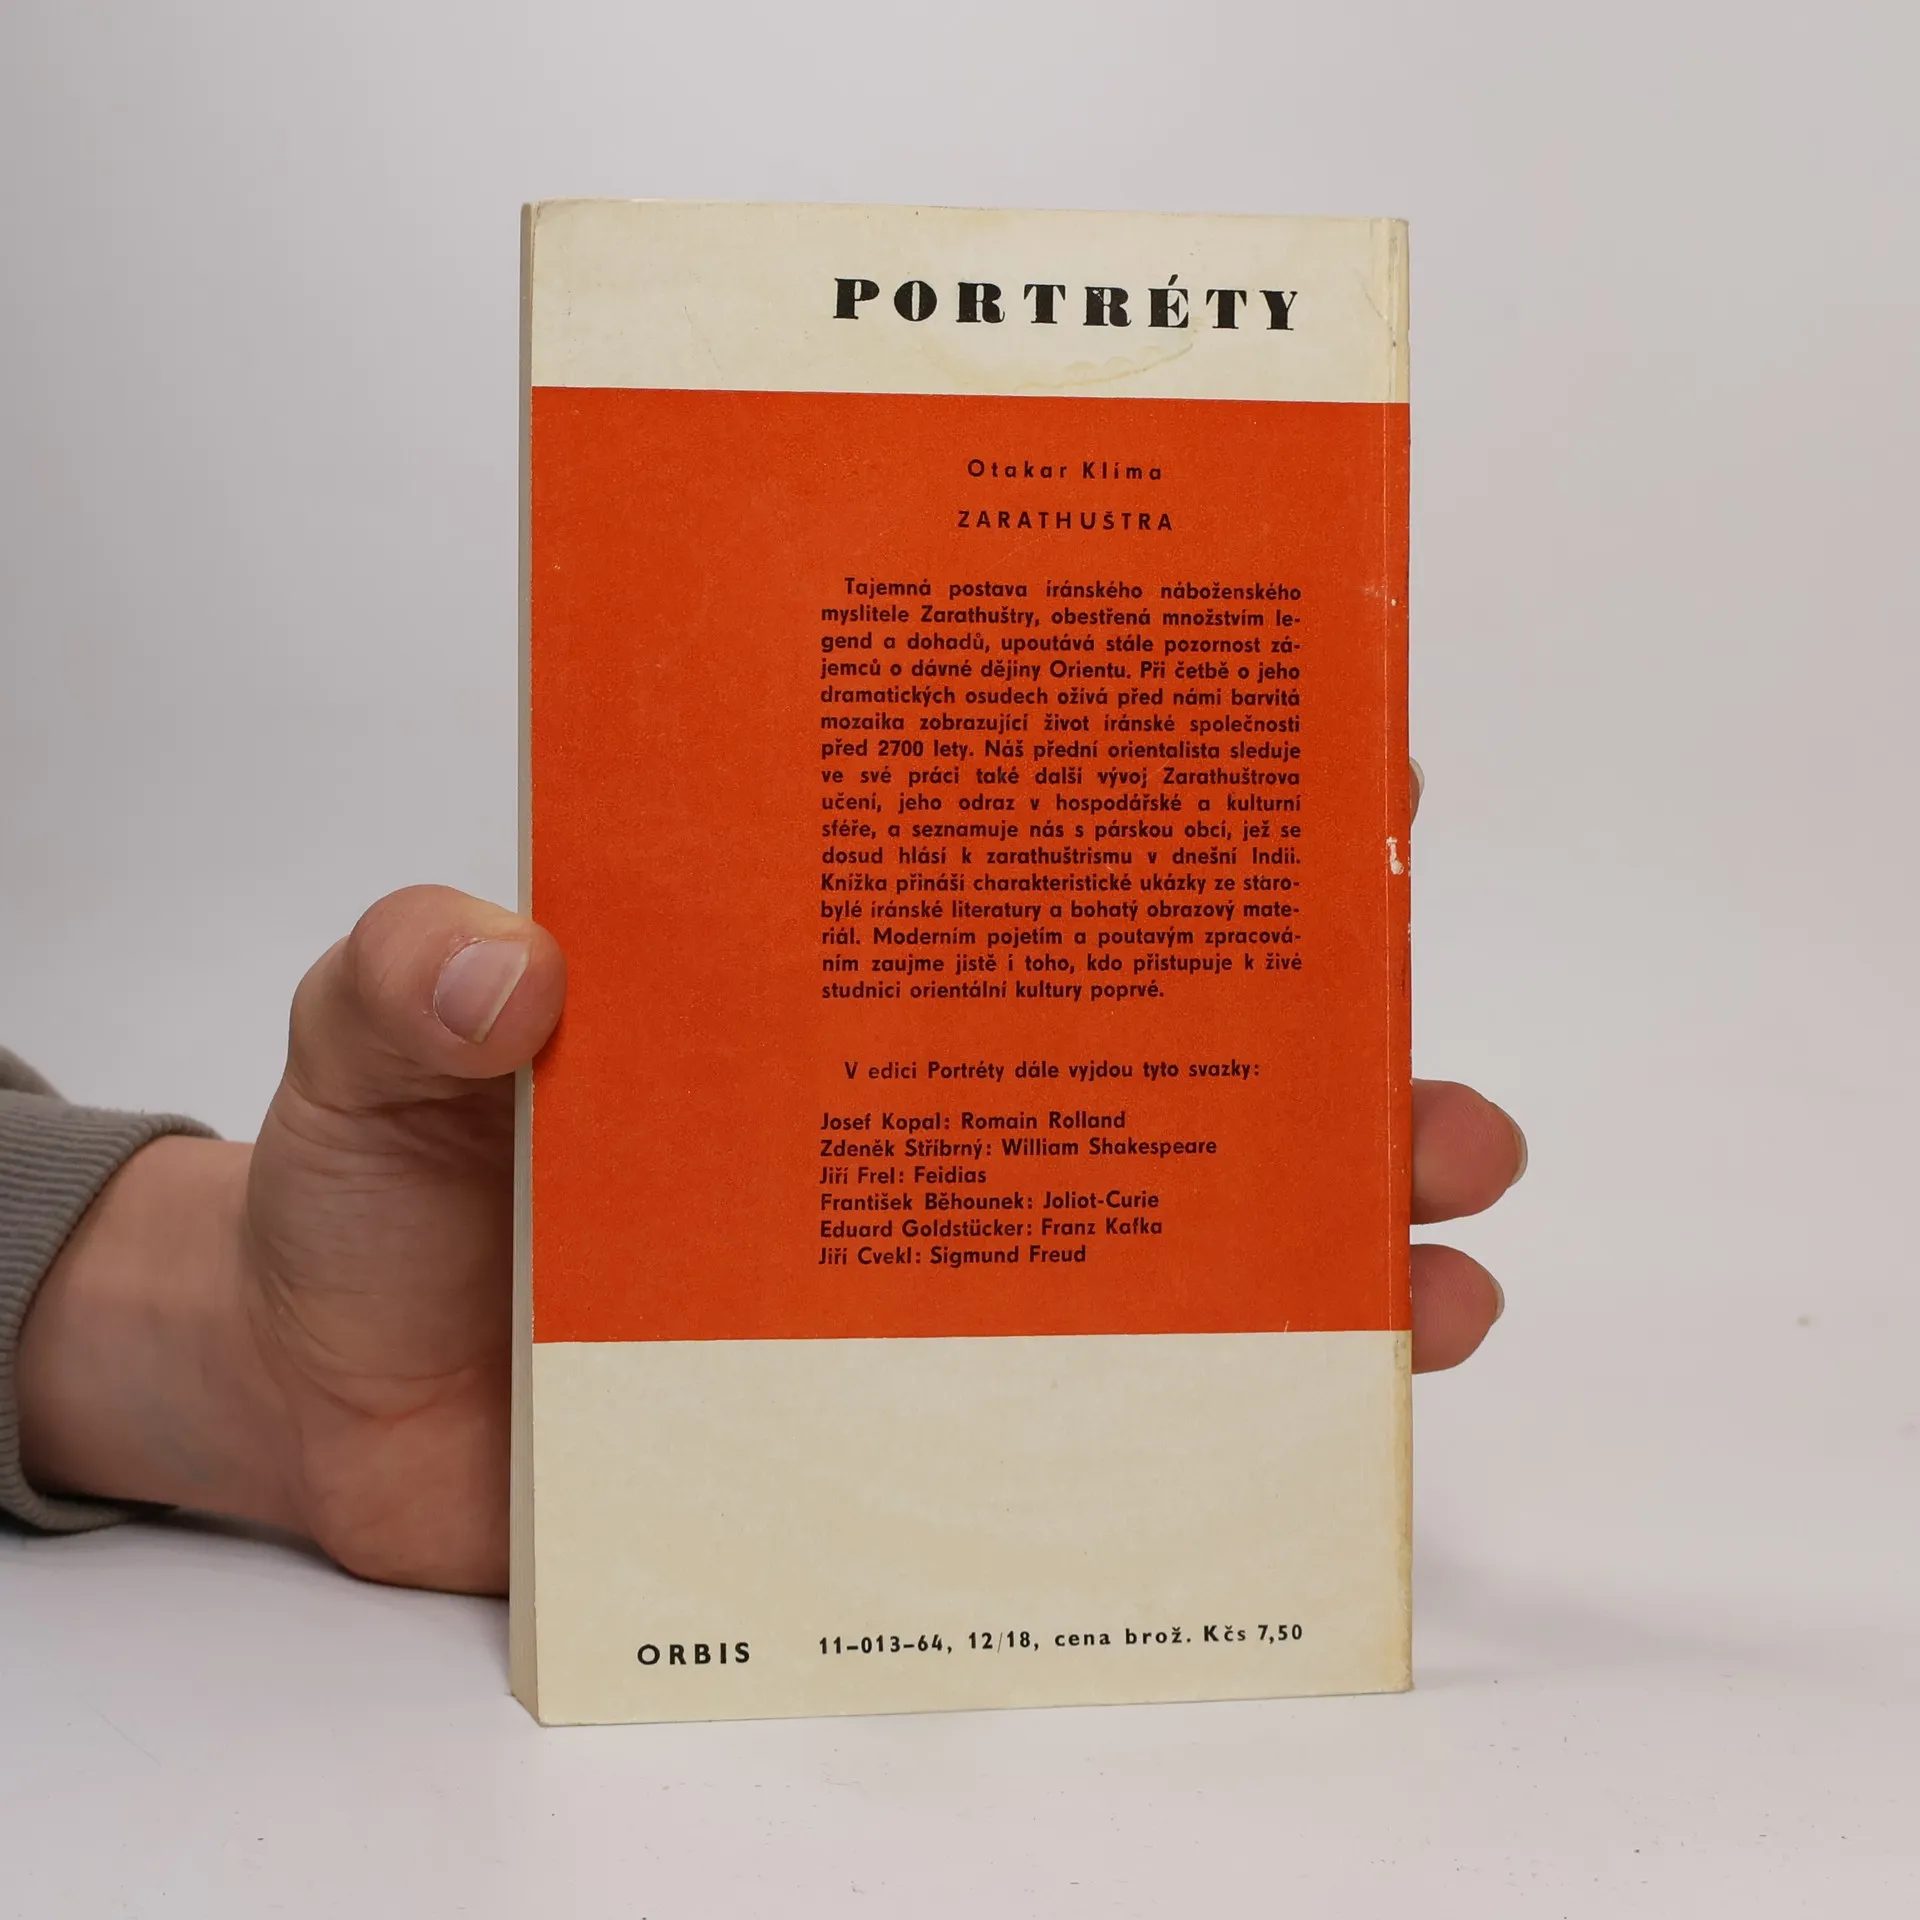 PORTRÉTY
Otakar Klíma
ZARATHUŠTRA
Tajemná postava íránského náboženského
myslitele Zarathuštry, obestřená množstvím le-
gend a dohadů, upoutává stále pozornost zá-
jemců o dávné dějiny Orientu. Při četbě o jeho
dramatických osudech ožívá před námi barvitá
mozaika zobrazující život íránské společnosti
před 2700 lety. Náš přední orientalista sleduje
ve své práci také další vývoj Zarathuštrova
učení, jeho odraz v hospodářské a kulturní
sféře, a seznamuje nás s párskou obcí, jež se
dosud hlásí k zarathuštrismu v dnešní Indii.
Knížka přináší charakteristické ukázky ze staro-
bylé íránské literatury a bohatý obrazový mate-
riál. Moderním pojetím a poutavým zpracová-
ním zaujme jistě i toho, kdo přistupuje k živé
studnici orientální kultury poprvé.
V edici Portréty dále vyjdou tyto svazky:
Josef Kopal: Romain Rolland
Zdeněk Stříbrný: William Shakespeare
Jiří Frel: Feidias
František Běhounek: Joliot-Curie
Eduard Goldstücker: Franz Kafka
Jiří Cvekl: Sigmund Freud
ORBIS 11-013-64, 12/18, cena brož. Kčs 7,50